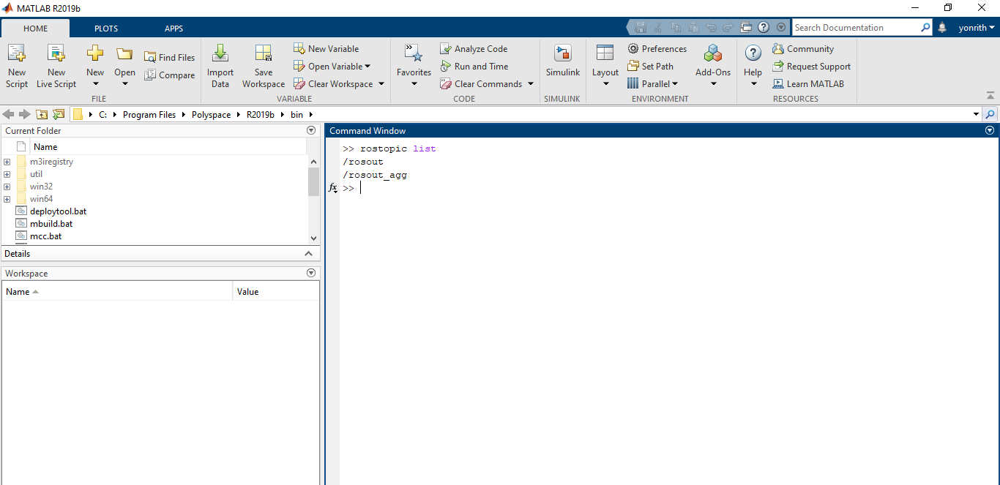 MATLAB R2019b
HOME PLOTS APPS
Search Documentation
yonrith
New Script
New Live Script
New
Open
Find Files
Compare
FILE
Import Data
Save Workspace
New Variable
Open Variable
Clear Workspace
VARIABLE
Favorites
Analyze Code
Run and Time
Clear Commands
CODE
Simulink
SIMULINK
Layout
Preferences
Set Path
Parallel
Add-Ons
ENVIRONMENT
Help
Community
Request Support
Learn MATLAB
RESOURCES
C: Program Files Polyspace R2019b bin
Current Folder
Name
m3iregistry
util
win32
win64
deploytool.bat
mbuild.bat
mcc.bat
Details
Workspace
Name Value
Command Window
>> rostopic list
/rosout
/rosout_agg
fx >>